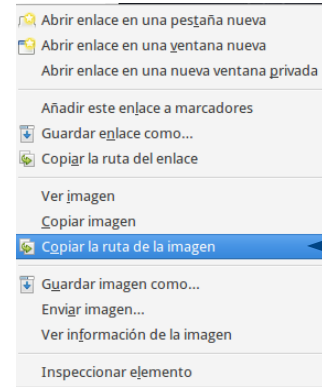 Abrir enlace en una pestaña nueva
Abrir enlace en una ventana nueva
Abrir enlace en una nueva ventana privada
Añadir este enlace a marcadores
Guardar enlace como...
Copiar la ruta del enlace
Ver imagen
Copiar imagen
Copiar la ruta de la imagen
Guardar imagen como...
Enviar imagen...
Ver información de la imagen
Inspeccionar elemento